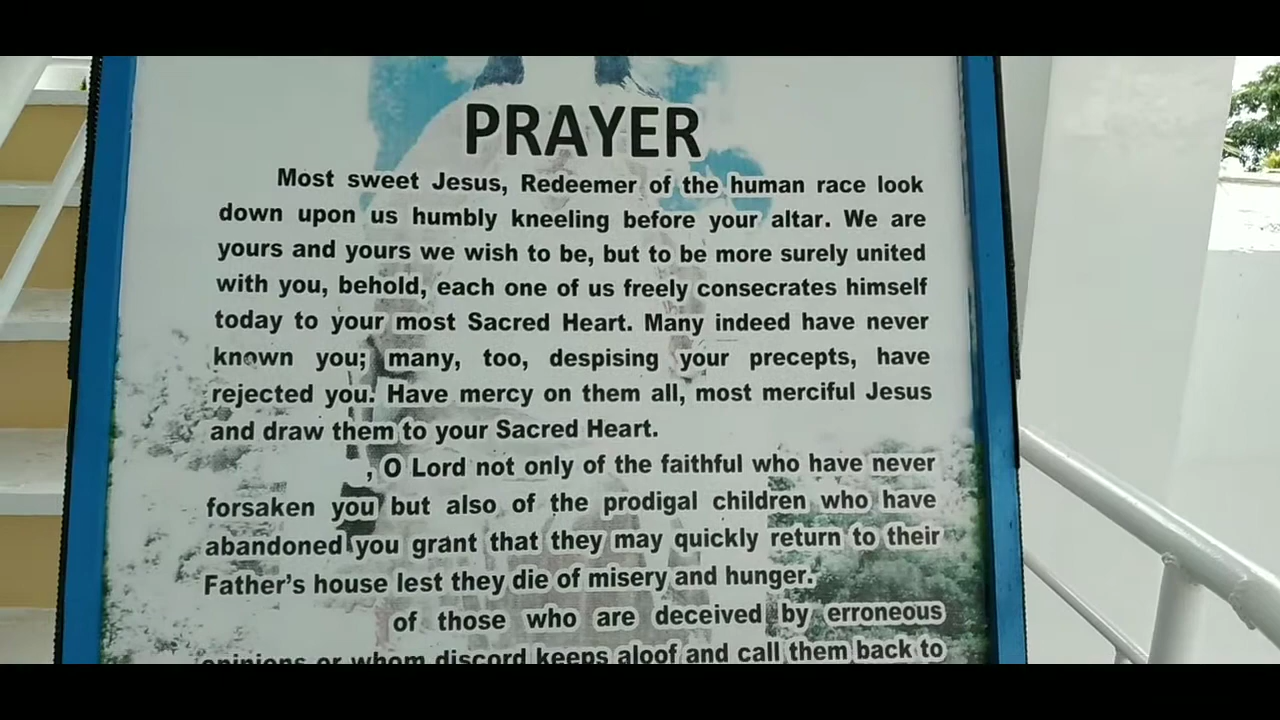 PRAYER
Most sweet Jesus, Redeemer of the human race look
down upon us humbly kneeling before your altar. We are
yours and yours we wish to be, but to be more surely united
with you, behold, each one of us freely consecrates himself
today to your most Sacred Heart. Many indeed have never
known you; many, too, despising your precepts, have
rejected you. Have mercy on them all, most merciful Jesus
and draw them to your Sacred Heart.
, O Lord not only of the faithful who have never
forsaken you but also of the prodigal children who have
abandoned you grant that they may quickly return to their
Father's house lest they die of misery and hunger.
of those who are deceived by erroneous
opinions or whom discord keeps aloof and call them back to